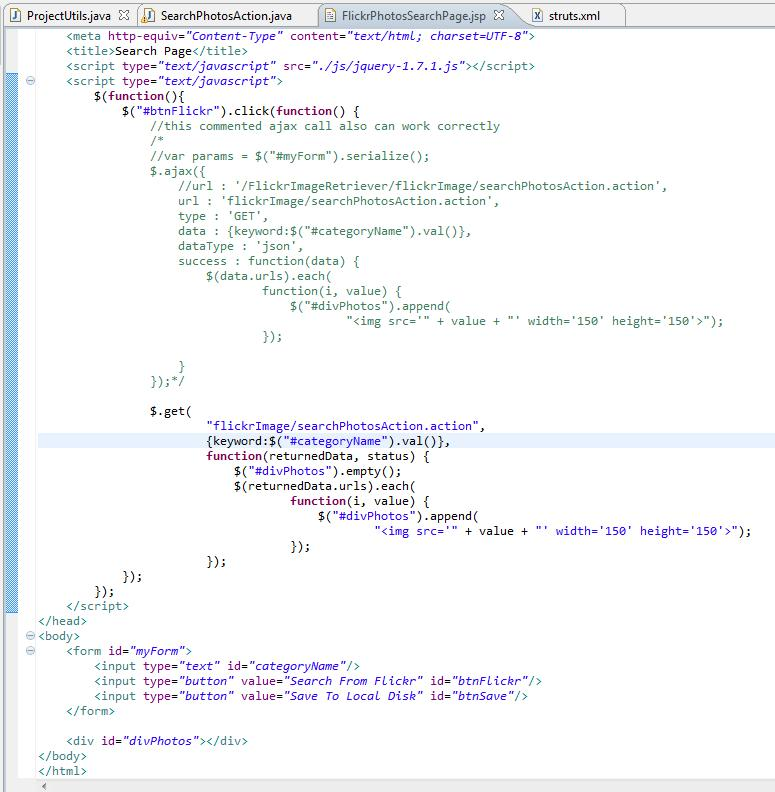 ProjectUtils.java SearchPhotosAction.java FlickrPhotosSearchPage.jsp struts.xml
<meta http-equiv="Content-Type" content="text/html; charset=UTF-8">
<title>Search Page</title>
<script type="text/javascript" src="./js/jquery-1.7.1.js"></script>
<script type="text/javascript">
$(function(){
$("#btnFlickr").click(function() {
//this commented ajax call also can work correctly
/*
//var params = $("#myForm").serialize();
$.ajax({
//url : '/FlickrImageRetriever/flickrImage/searchPhotosAction.action',
url : 'flickrImage/searchPhotosAction.action',
type : 'GET',
data : {keyword:$("#categoryName").val()},
dataType : 'json',
success : function(data) {
$(data.urls).each(
function(i, value) {
$("#divPhotos").append(
"<img src='" + value + "' width='150' height='150'>");
});
}
});*/
$.get(
"flickrImage/searchPhotosAction.action",
{keyword:$("#categoryName").val()},
function(returnedData, status) {
$("#divPhotos").empty();
$(returnedData.urls).each(
function(i, value) {
$("#divPhotos").append(
"<img src='" + value + "' width='150' height='150'>");
});
});
});
});
</script>
</head>
<body>
<form id="myForm">
<input type="text" id="categoryName"/>
<input type="button" value="Search From Flickr" id="btnFlickr"/>
<input type="button" value="Save To Local Disk" id="btnSave"/>
</form>
<div id="divPhotos"></div>
</body>
</html>